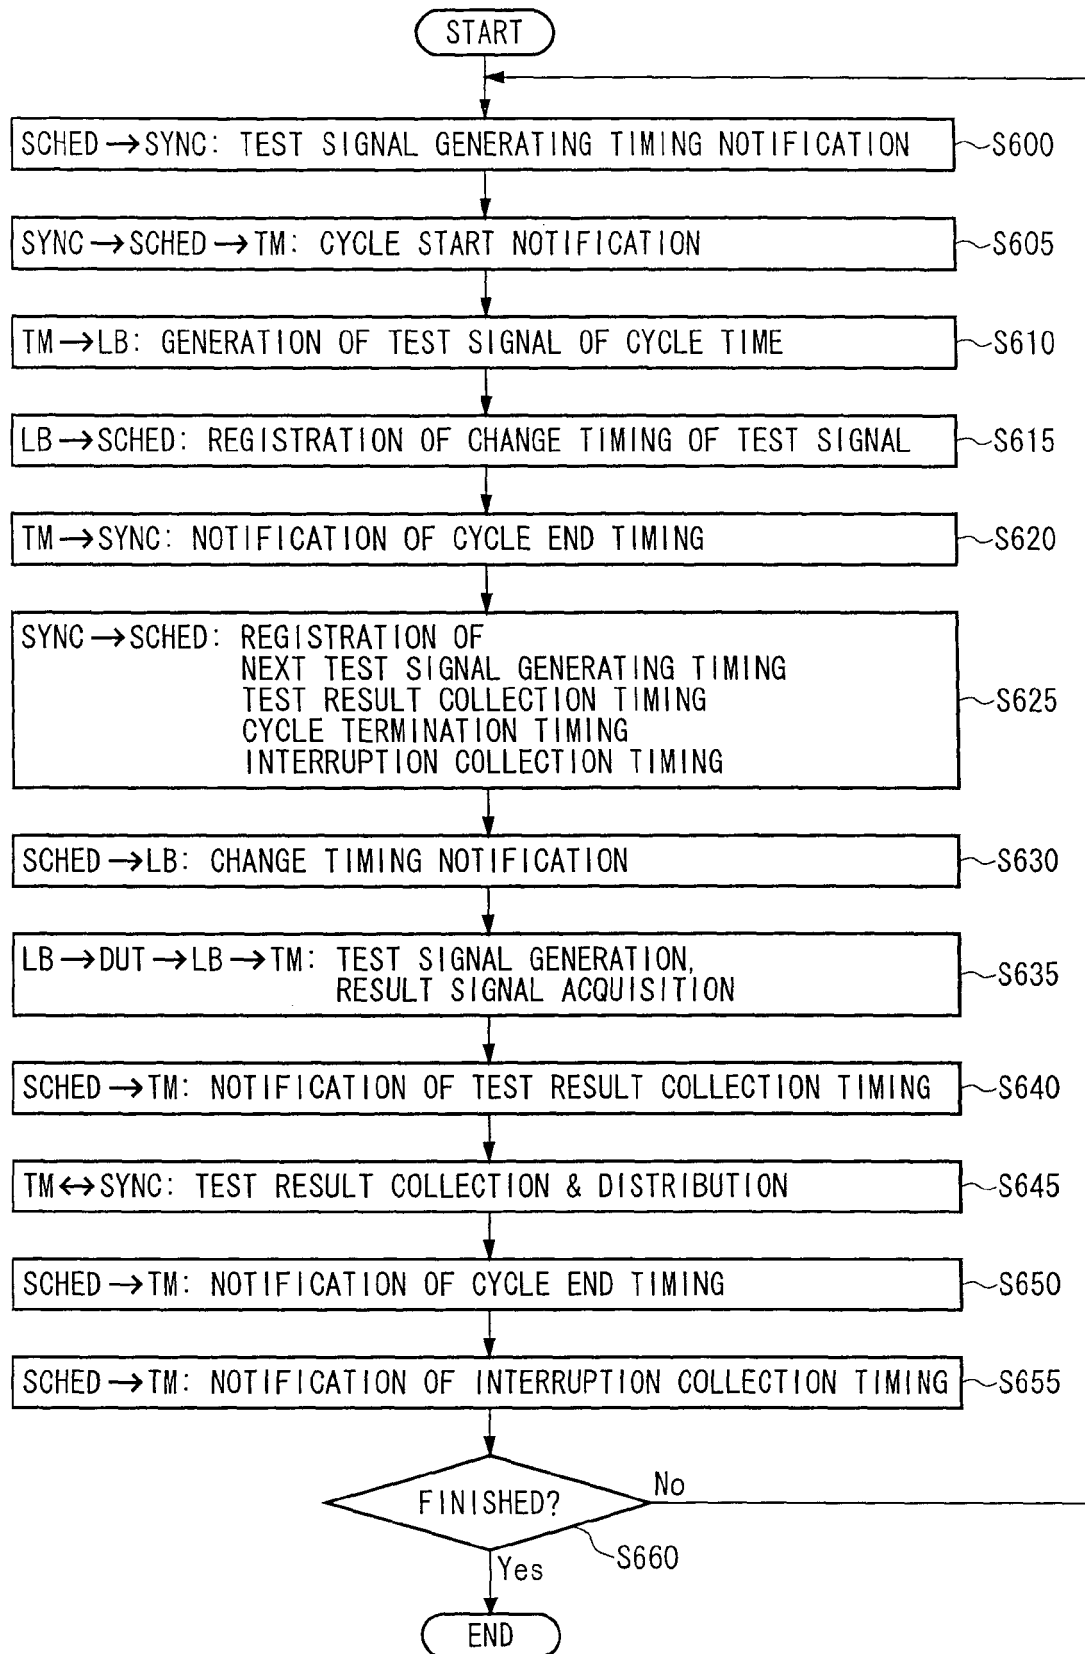 START
SCHED→SYNC: TEST SIGNAL GENERATING TIMING NOTIFICATION
S600
SYNC→SCHED→TM: CYCLE START NOTIFICATION
S605
TM→LB: GENERATION OF TEST SIGNAL OF CYCLE TIME
S610
LB→SCHED: REGISTRATION OF CHANGE TIMING OF TEST SIGNAL
S615
TM→SYNC: NOTIFICATION OF CYCLE END TIMING
S620
SYNC→SCHED: REGISTRATION OF
NEXT TEST SIGNAL GENERATING TIMING
TEST RESULT COLLECTION TIMING
CYCLE TERMINATION TIMING
INTERRUPTION COLLECTION TIMING
S625
SCHED→LB: CHANGE TIMING NOTIFICATION
S630
LB→DUT→LB→TM: TEST SIGNAL GENERATION,
RESULT SIGNAL ACQUISITION
S635
SCHED→TM: NOTIFICATION OF TEST RESULT COLLECTION TIMING
S640
TM↔SYNC: TEST RESULT COLLECTION & DISTRIBUTION
S645
SCHED→TM: NOTIFICATION OF CYCLE END TIMING
S650
SCHED→TM: NOTIFICATION OF INTERRUPTION COLLECTION TIMING
S655
FINISHED?
No
S660
Yes
END